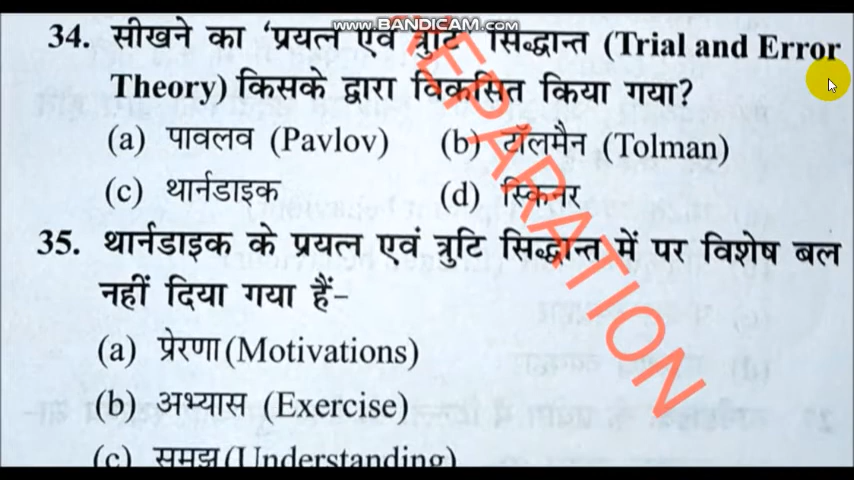 www.BANDICAM.com
34. सीखने का 'प्रयत्न एवं त्रुटि' सिद्धान्त (Trial and Error
Theory) किसके द्वारा विकसित किया गया?
(a) पावलव (Pavlov) (b) टॉलमैन (Tolman)
(c) थार्नडाइक (d) स्किनर
35. थार्नडाइक के प्रयत्न एवं त्रुटि सिद्धान्त में पर विशेष बल
नहीं दिया गया हैं-
(a) प्रेरणा (Motivations)
(b) अभ्यास (Exercise)
(c) समझ (Understanding)
EPARATION